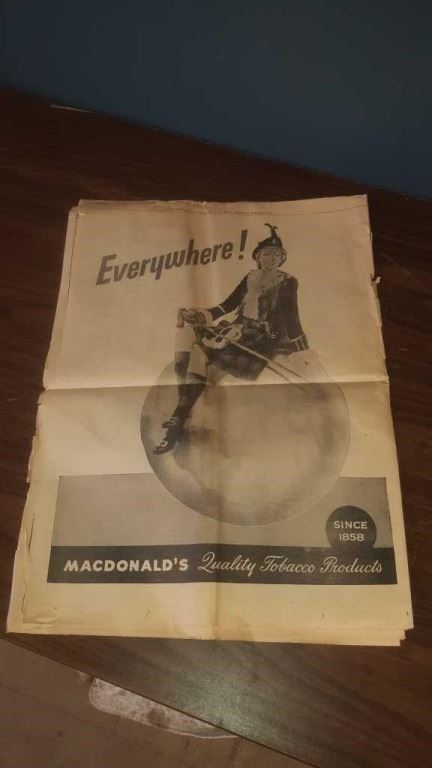 Everywhere!
SINCE
1858
MACDONALD'S Quality Tobacco Products